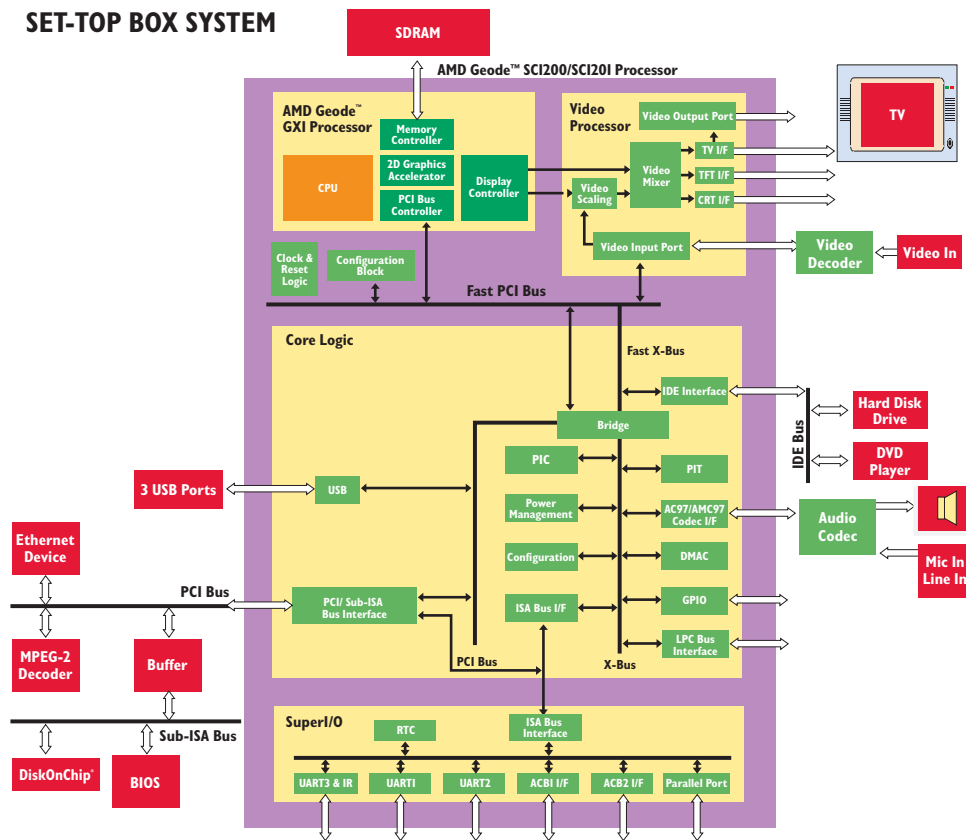 SET-TOP BOX SYSTEM
SDRAM
AMD Geode™ SC1200/SC1201 Processor
AMD Geode™
GX1 Processor
Memory
Controller
CPU
2D Graphics
Accelerator
PCI Bus
Controller
Display
Controller
Video
Processor
Video Output Port
Video
Mixer
TV I/F
TFT I/F
CRT I/F
Video
Scaling
Video Input Port
TV
Video
Decoder
Video In
Clock &
Reset
Logic
Configuration
Block
Fast PCI Bus
Core Logic
Fast X-Bus
IDE Interface
Bridge
PIC
PIT
Power
Management
AC97/AMC97
Codec I/F
Configuration
DMAC
ISA Bus I/F
GPIO
LPC Bus
Interface
X-Bus
PCI Bus
USB
PCI/ Sub-ISA
Bus Interface
IDE Bus
Hard Disk
Drive
DVD
Player
Audio
Codec
Mic In
Line In
3 USB Ports
Ethernet
Device
PCI Bus
MPEG-2
Decoder
Buffer
Sub-ISA Bus
DiskOnChip*
BIOS
SuperI/O
RTC
ISA Bus
Interface
UART3 & IR
UART1
UART2
ACB1 I/F
ACB2 I/F
Parallel Port